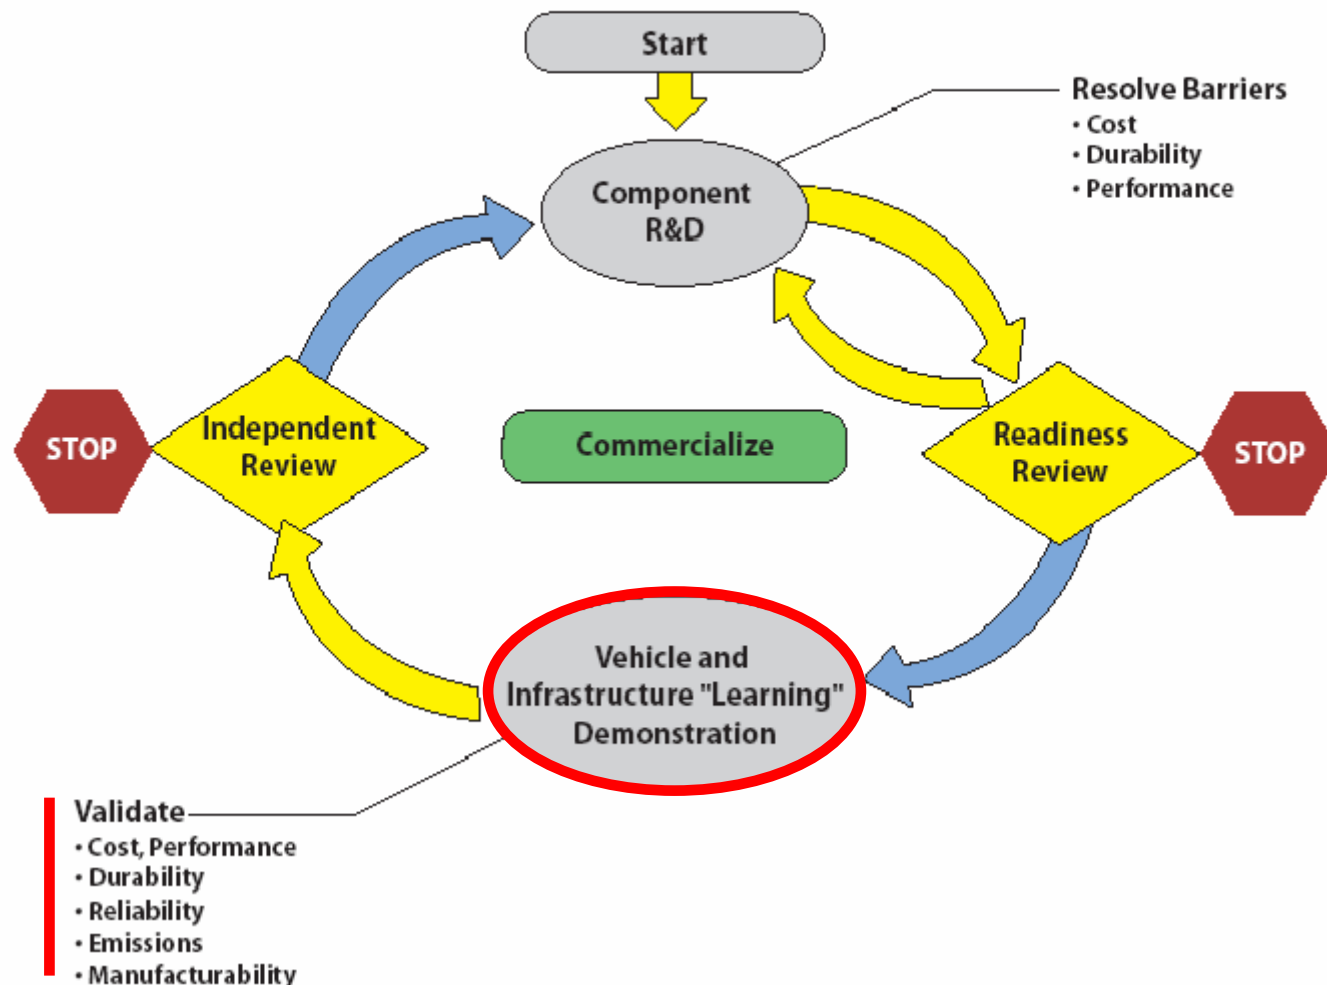 Start
Resolve Barriers
• Cost
• Durability
• Performance
Component
R&D
STOP
Independent
Review
Commercialize
Readiness
Review
STOP
Vehicle and
Infrastructure "Learning"
Demonstration
Validate
• Cost, Performance
• Durability
• Reliability
• Emissions
• Manufacturability